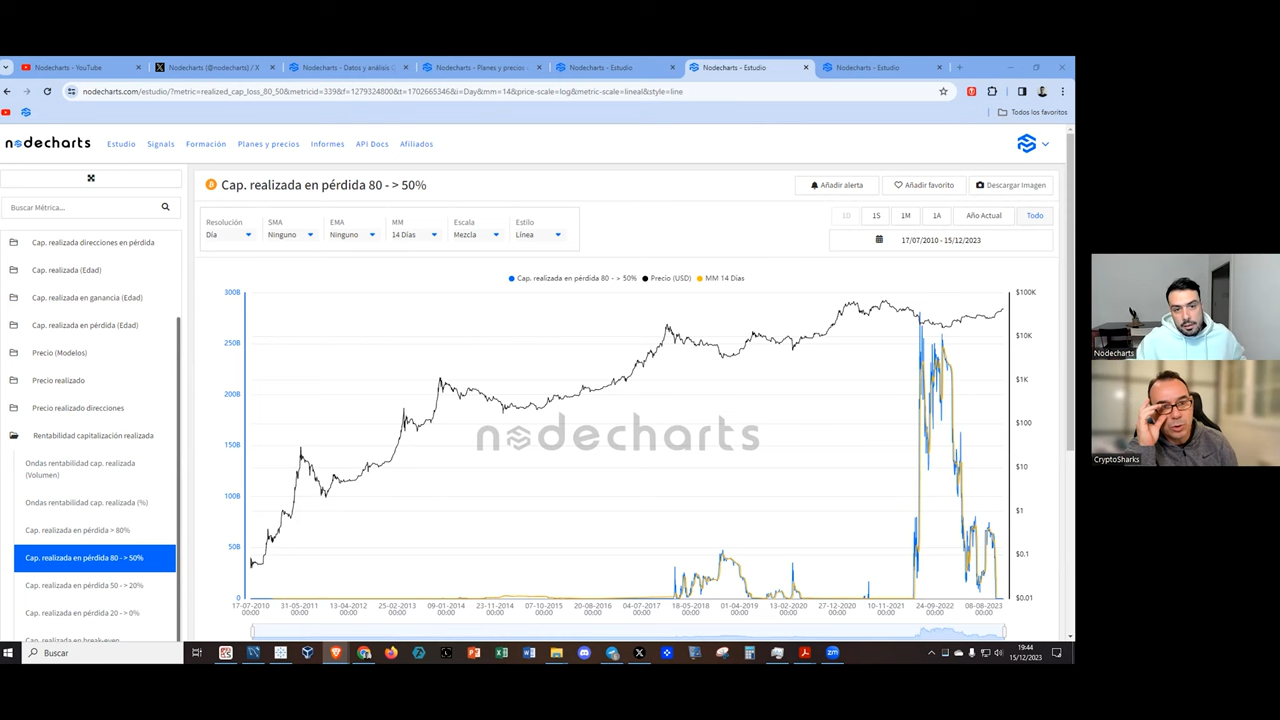 Nodecharts - YouTube
Nodecharts (@nodecharts) / X
Nodecharts - Datos y análisis
Nodecharts - Planes y precios
Nodecharts - Estudio
Nodecharts - Estudio
Nodecharts - Estudio
nodecharts.com/estudio/?metric=realized_cap_loss_80_50&metricid=339&f=1279324800&t=1702665346&i=Day&mm=14&price-scale=log&metric-scale=lineal&style=line
Todos los favoritos
nodecharts
Estudio
Signals
Formación
Planes y precios
Informes
API Docs
Afiliados
Buscar Métrica...
Cap. realizada direcciones en pérdida
Cap. realizada (Edad)
Cap. realizada en ganancia (Edad)
Cap. realizada en pérdida (Edad)
Precio (Modelos)
Precio realizado
Precio realizado direcciones
Rentabilidad capitalización realizada
Ondas rentabilidad cap. realizada
(Volumen)
Ondas rentabilidad cap. realizada (%)
Cap. realizada en pérdida > 80%
Cap. realizada en pérdida 80 - > 50%
Cap. realizada en pérdida 50 - > 20%
Cap. realizada en pérdida 20 - > 0%
Cap. realizada en break-even
Cap. realizada en pérdida 80 - > 50%
Añadir alerta
Añadir favorito
Descargar Imagen
Resolución
SMA
EMA
MM
Escala
Estilo
Día
Ninguno
Ninguno
14 Días
Mezcla
Línea
1D
1S
1M
1A
Año Actual
Todo
17/07/2010 - 15/12/2023
Cap. realizada en pérdida 80 - > 50%
Precio (USD)
MM 14 Días
300B
250B
200B
150B
100B
50B
0
$100K
$10K
$1K
$100
$10
$1
$0.1
$0.01
nodecharts
17-07-2010
00:00
31-05-2011
00:00
13-04-2012
00:00
25-02-2013
00:00
09-01-2014
00:00
23-11-2014
00:00
07-10-2015
00:00
20-08-2016
00:00
04-07-2017
00:00
18-05-2018
00:00
01-04-2019
00:00
13-02-2020
00:00
27-12-2020
00:00
10-11-2021
00:00
24-09-2022
00:00
08-08-2023
00:00
Buscar
19:44
15/12/2023
Nodecharts
CryptoSharks